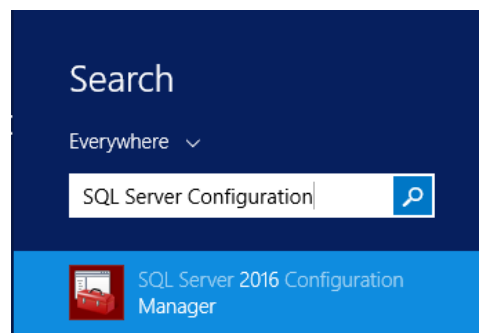 Search
Everywhere
SQL Server Configuration
SQL Server 2016 Configuration
Manager